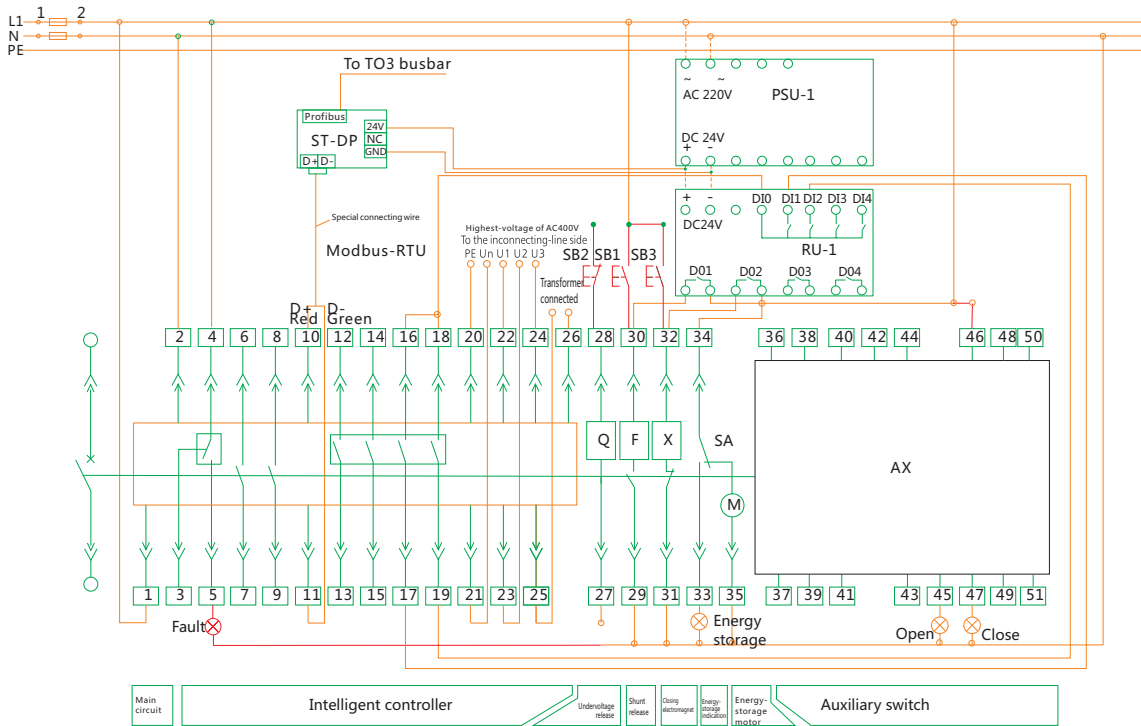 L1 1 2
N
PE
To TO3 busbar
Profibus
ST-DP
24V
NC
GND
D+ D-
~ ~
AC 220V
PSU-1
DC 24V
+ -
Special connecting wire
Modbus-RTU
Highest-voltage of AC400V
To the inconnecting-line side
PE Un U1 U2 U3
Transformer
connected
SB2 SB1 SB3
+ - DI0 DI1 DI2 DI3 DI4
DC24V
RU-1
D01 D02 D03 D04
D+ D-
Red Green
2 4 6 8 10 12 14 16 18 20 22 24 26 28 30 32 34 36 38 40 42 44 46 48 50
Q F X SA
M
AX
1 3 5 7 9 11 13 15 17 19 21 23 25 27 29 31 33 35 37 39 41 43 45 47 49 51
Fault
Energy
storage
Open
Close
Main
circuit
Intelligent controller
Undervoltage
release
Shunt
release
Closing
electromagnet
Energy-
storage
indication
Energy-
storage
motor
Auxiliary switch